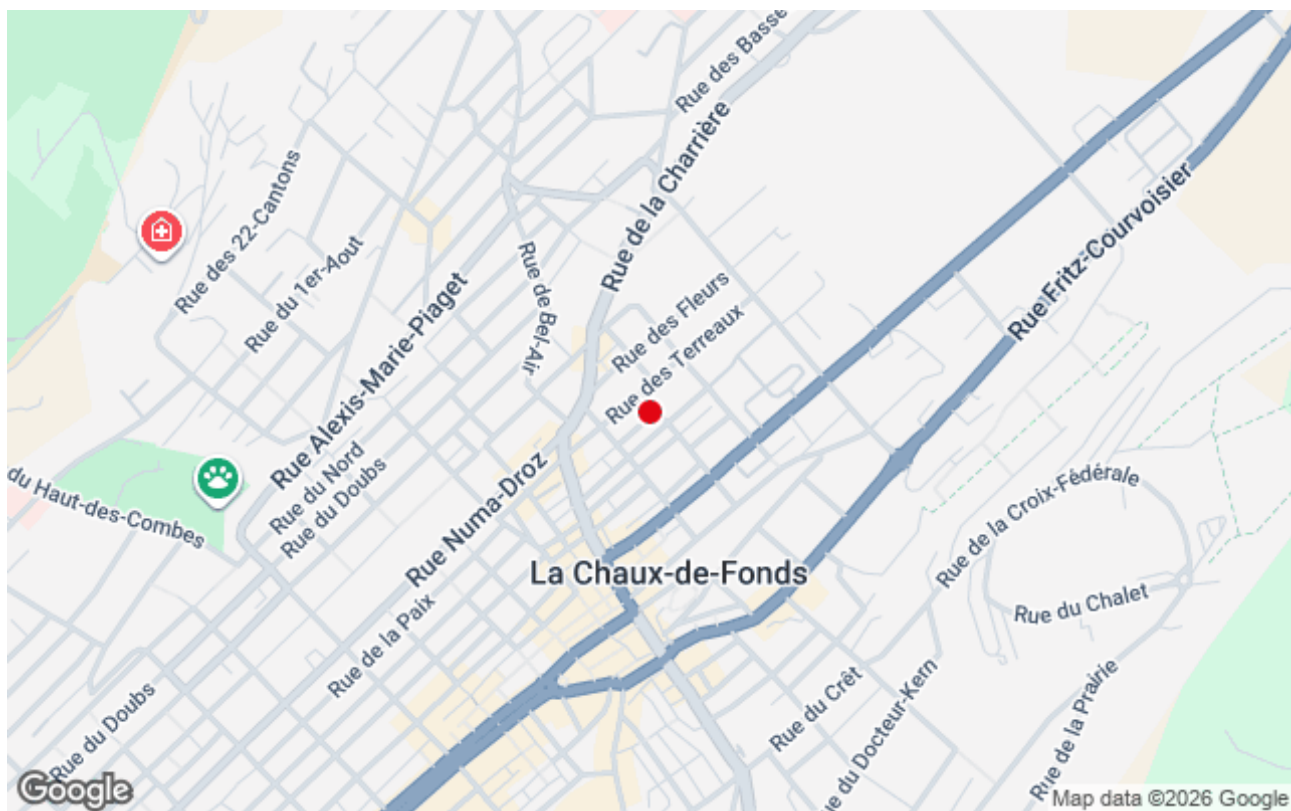 Rue des Basse
Rue de la Charrière
Rue des 22-Cantons
Rue du 1er-Aout
Rue Alexis-Marie-Piaget
Rue de Bel-Air
Rue des Fleurs
Rue des Terreaux
Rue Fritz-Courvoisier
du Haut-des-Combes
Rue du Nord
Rue du Doubs
Rue Numa-Droz
Rue de la Paix
La Chaux-de-Fonds
Rue de la Croix-Fédérale
Rue du Chalet
Rue du Crêt
Rue du Docteur-Kern
Rue de la Prairie
Rue du Doubs
Google
Map data ©2026 Google